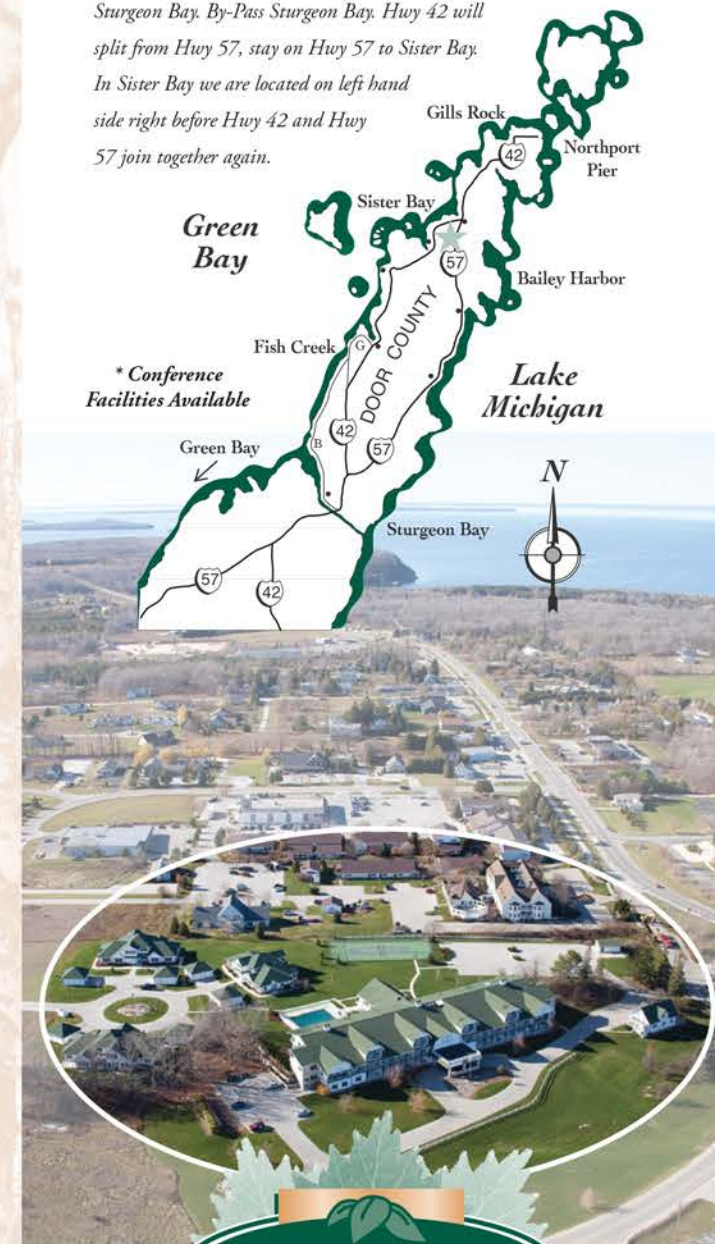 Sturgeon Bay. By-Pass Sturgeon Bay. Hwy 42 will
split from Hwy 57, stay on Hwy 57 to Sister Bay.
In Sister Bay we are located on left hand
side right before Hwy 42 and Hwy
57 join together again.
Gills Rock
42
Northport
Pier
Sister Bay
Green
Bay
57
Bailey Harbor
DOOR COUNTY
Fish Creek
G
* Conference
Facilities Available
Lake
Michigan
42
B
57
Green Bay
N
Sturgeon Bay
57
42